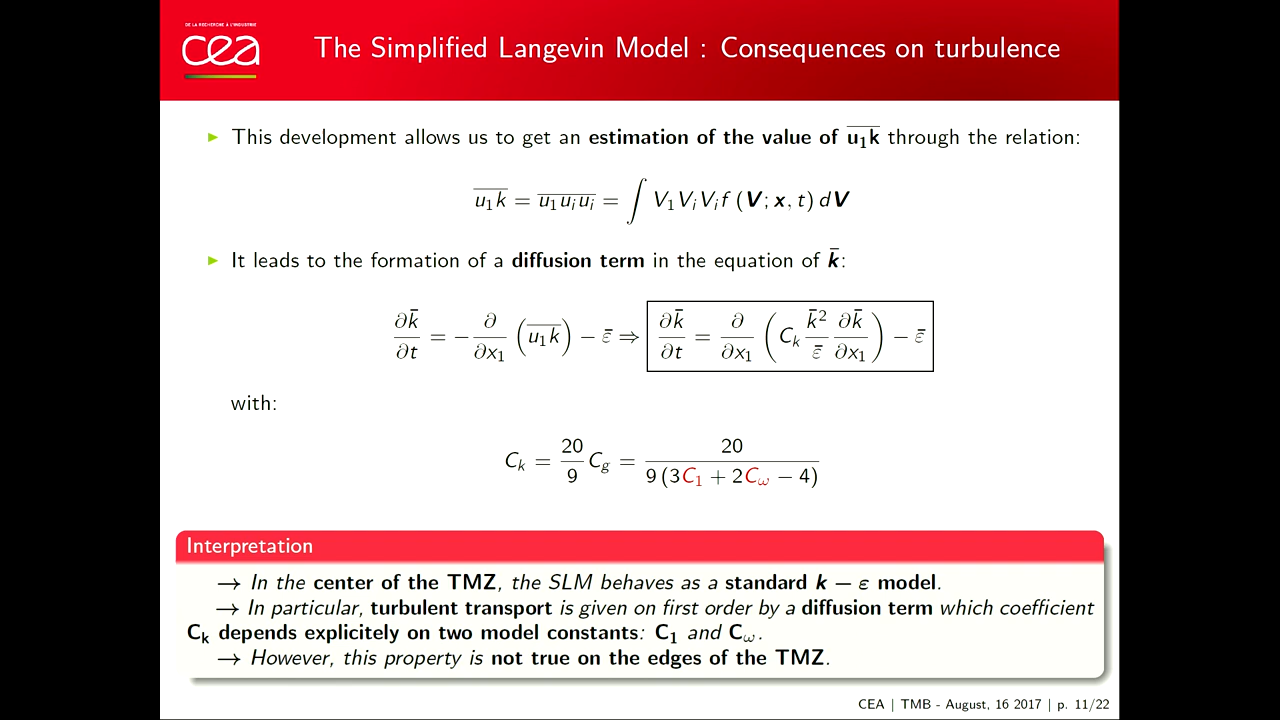 DE LA RECHERCHE À L'INDUSTRIE
cea
The Simplified Langevin Model : Consequences on turbulence
▶ This development allows us to get an estimation of the value of $\overline{u_1 k}$ through the relation:
$\overline{u_1 k} = \overline{u_1 u_i u_i} = \int V_1 V_i V_i f (\boldsymbol{V}; \boldsymbol{x}, t) d\boldsymbol{V}$
▶ It leads to the formation of a diffusion term in the equation of $\bar{k}$:
$\frac{\partial \bar{k}}{\partial t} = -\frac{\partial}{\partial x_1} \left( \overline{u_1 k} \right) - \bar{\varepsilon} \Rightarrow \boxed{\frac{\partial \bar{k}}{\partial t} = \frac{\partial}{\partial x_1} \left( C_k \frac{\bar{k}^2}{\bar{\varepsilon}} \frac{\partial \bar{k}}{\partial x_1} \right) - \bar{\varepsilon}}$
with:
$C_k = \frac{20}{9} C_g = \frac{20}{9 (3C_1 + 2C_\omega - 4)}$
Interpretation
→ In the center of the TMZ, the SLM behaves as a standard k − ε model.
→ In particular, turbulent transport is given on first order by a diffusion term which coefficient
$C_k$ depends explicitely on two model constants: $C_1$ and $C_\omega$.
→ However, this property is not true on the edges of the TMZ.
CEA | TMB - August, 16 2017 | p. 11/22